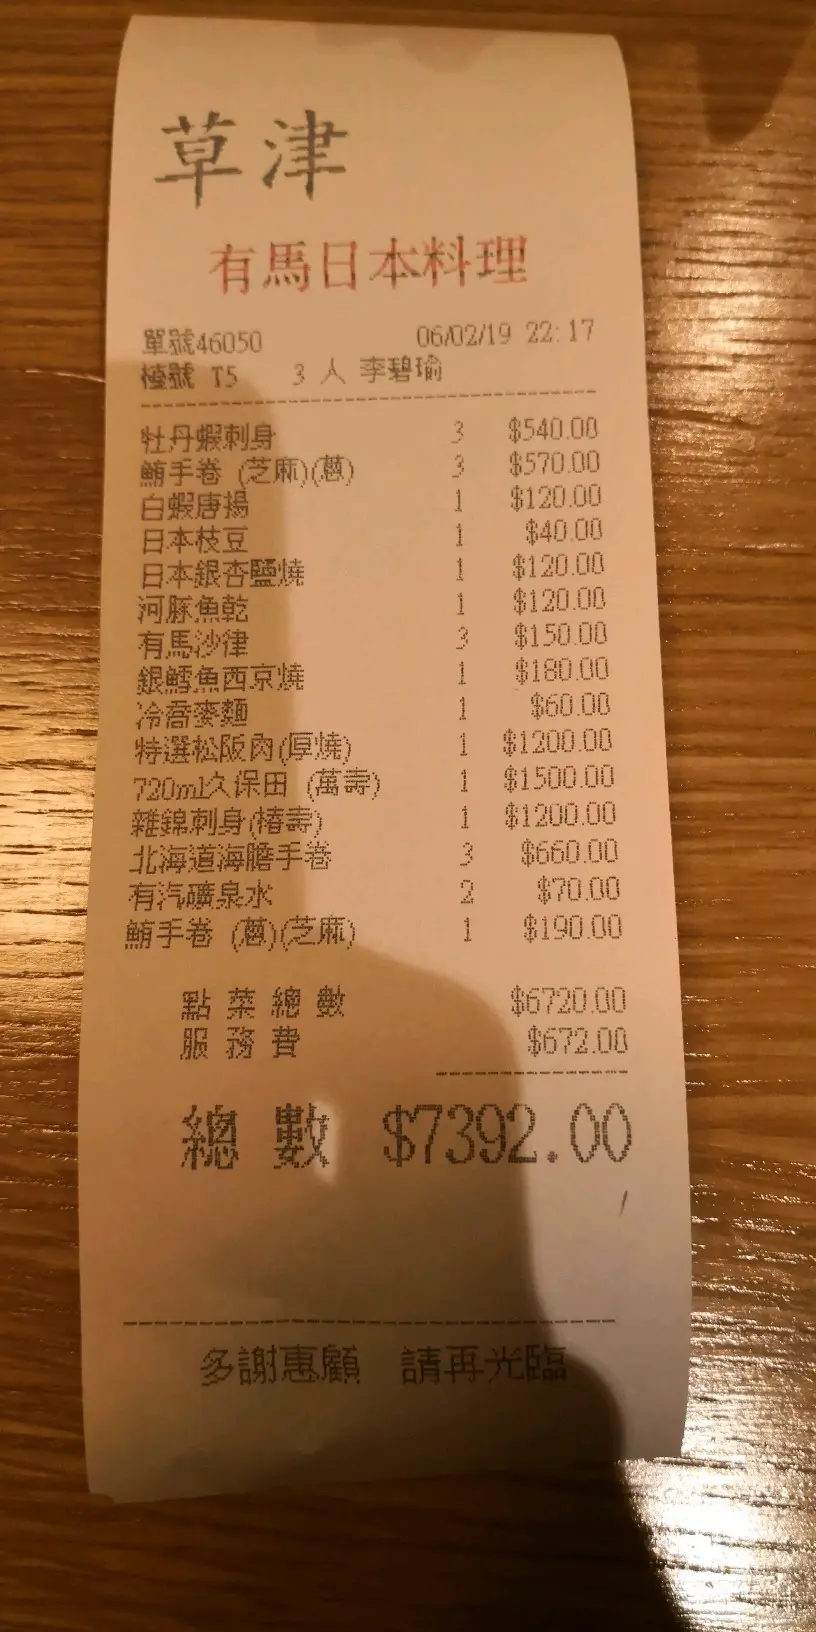 草津
有馬日本料理
單號46050 06/02/19 22:17
檯號 T5 3 人 李碧瑜
牡丹蝦刺身 3 $540.00
鮪手卷 (芝麻)(蔥) 3 $570.00
白蝦唐揚 1 $120.00
日本枝豆 1 $40.00
日本銀杏鹽燒 1 $120.00
河豚魚乾 1 $120.00
有馬沙律 3 $150.00
銀鱈魚西京燒 1 $180.00
冷喬麥麵 1 $60.00
特選松阪肉(厚燒) 1 $1200.00
720ml久保田 (萬壽) 1 $1500.00
雜錦刺身(椿壽) 1 $1200.00
北海道海膽手卷 3 $660.00
有汽礦泉水 2 $70.00
鮪手卷 (蔥)(芝麻) 1 $190.00
點菜總數 $6720.00
服務費 $672.00
總數 $7392.00
多謝惠顧 請再光臨